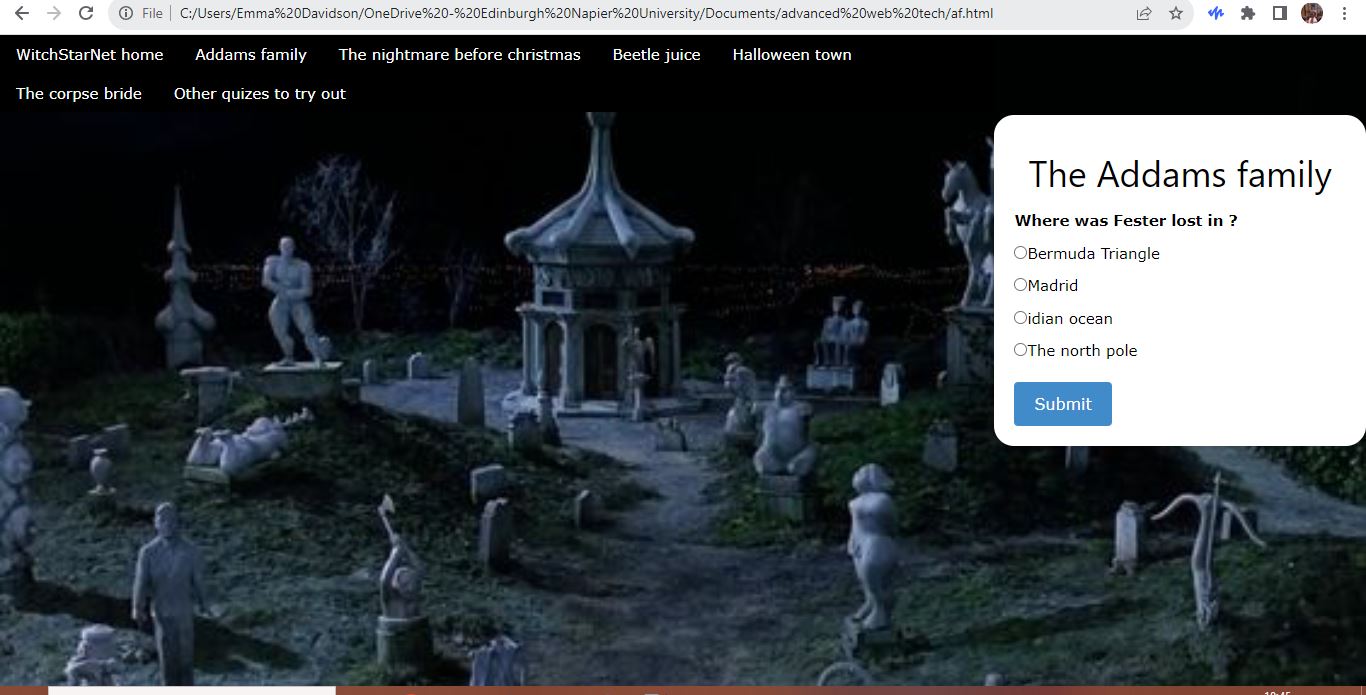 File C:/Users/Emma%20Davidson/OneDrive%20-%20Edinburgh%20Napier%20University/Documents/advanced%20web%20tech/af.html
WitchStarNet home Addams family The nightmare before christmas Beetle juice Halloween town
The corpse bride Other quizes to try out
The Addams family
Where was Fester lost in ?
Bermuda Triangle
Madrid
idian ocean
The north pole
Submit